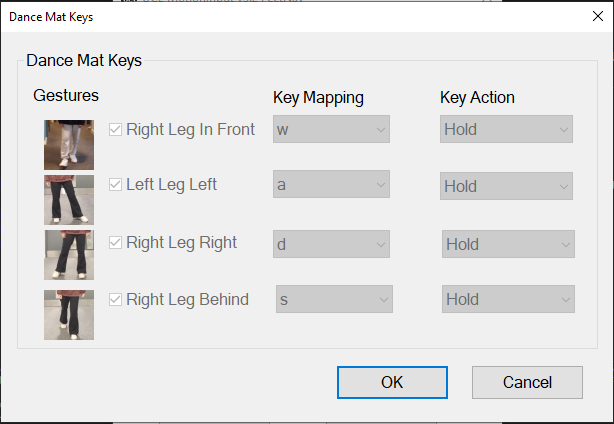 Dance Mat Keys
Dance Mat Keys
Gestures Key Mapping Key Action
Right Leg In Front w Hold
Left Leg Left a Hold
Right Leg Right d Hold
Right Leg Behind s Hold
OK Cancel